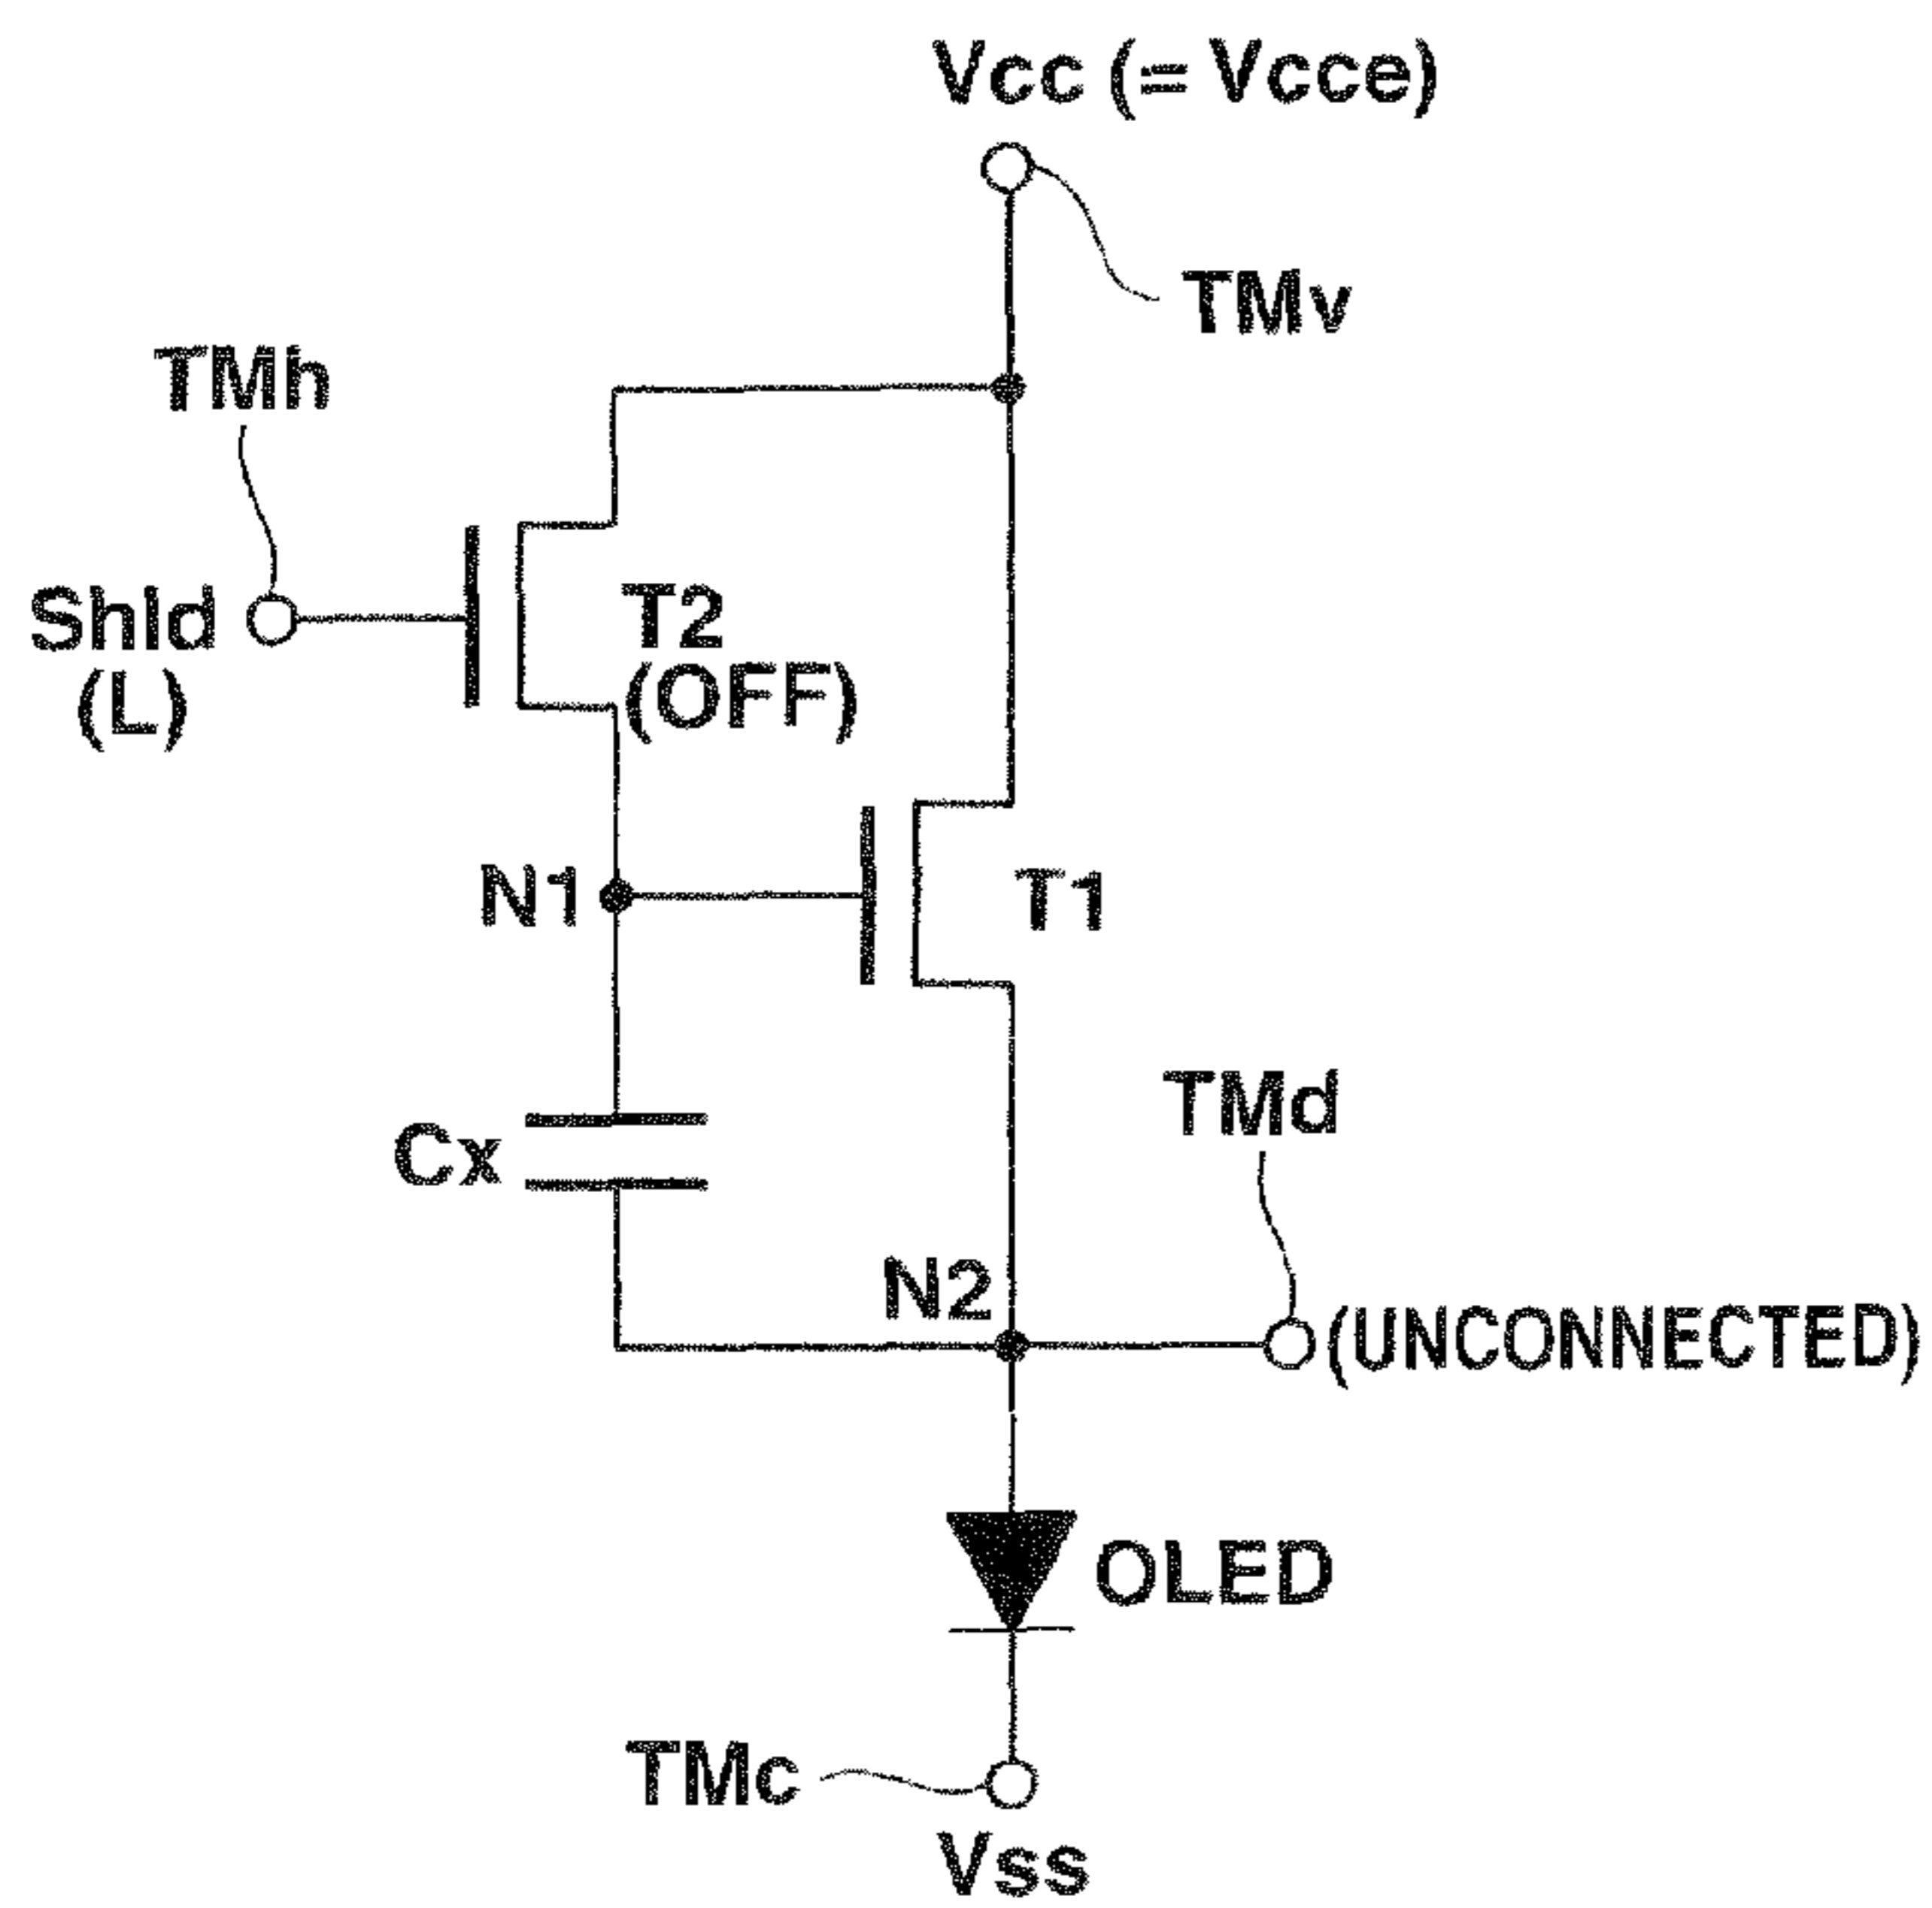 Vcc (= Vcce)
TMv
TMh
Shld
(L)
T2
(OFF)
N1
T1
Cx
TMd
N2
(UNCONNECTED)
OLED
TMc
Vss